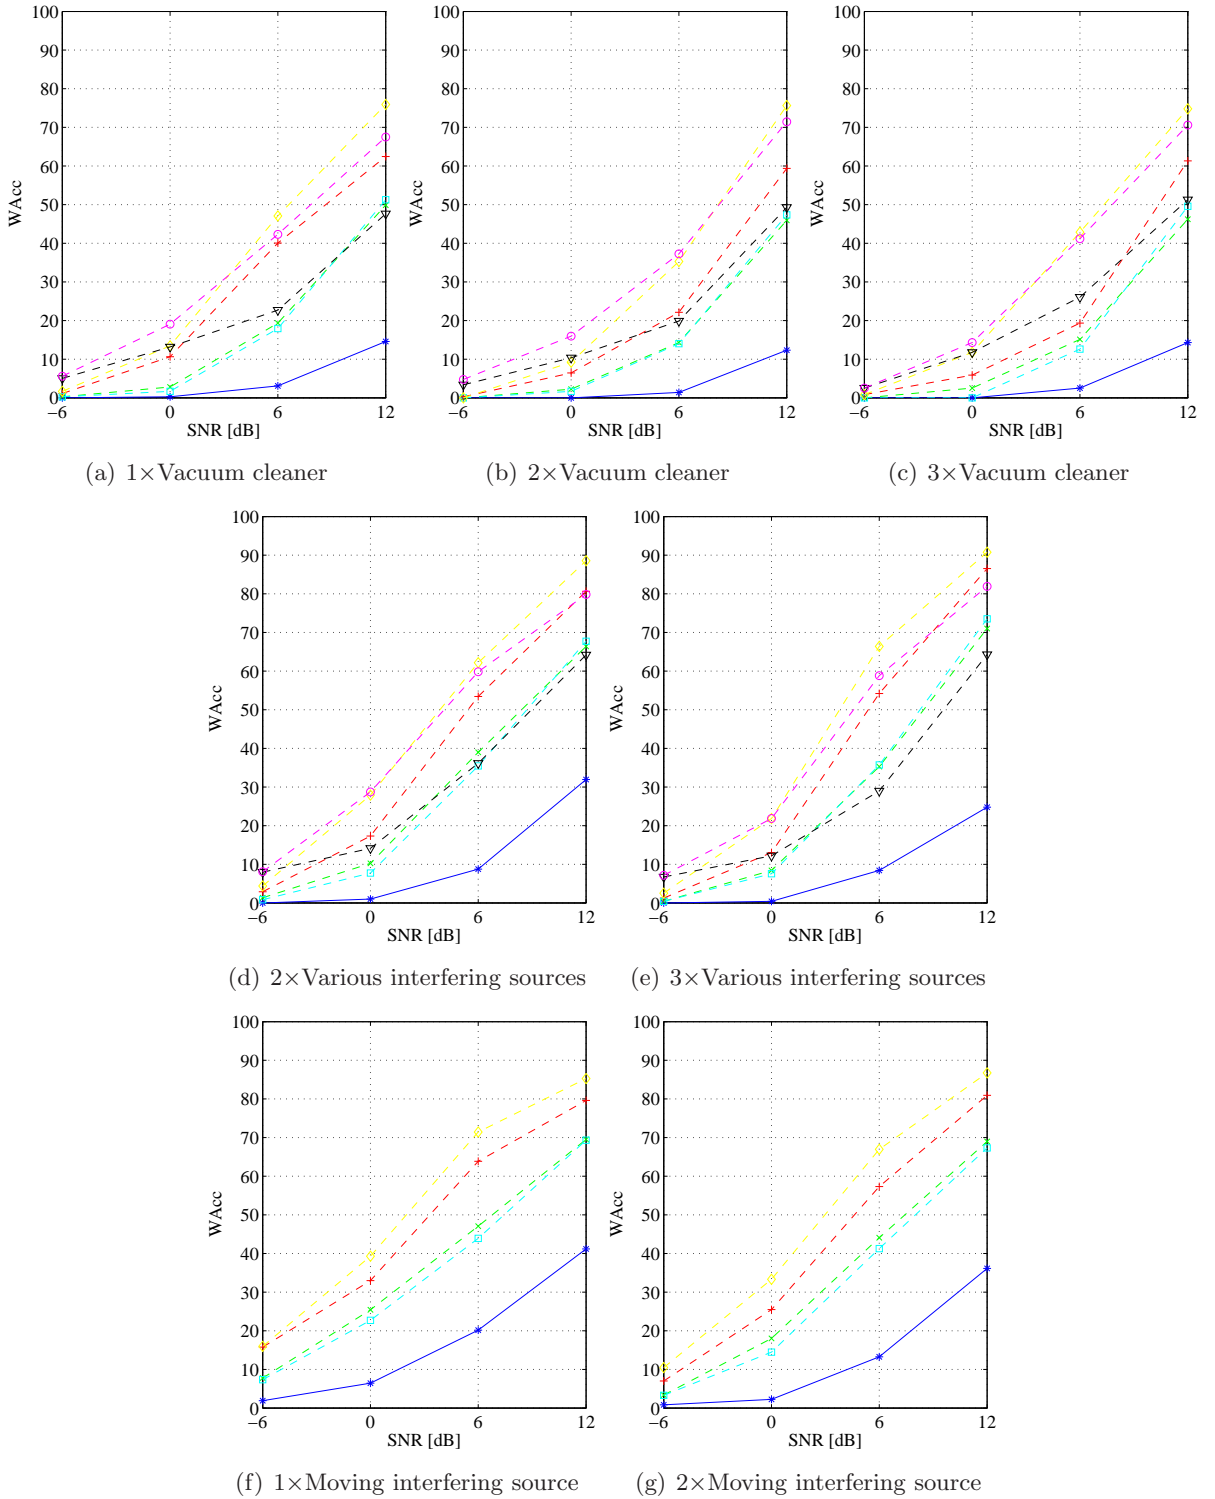 100
90
80
70
60
50
40
30
20
10
0
WAcc
−6 0 6 12
SNR [dB]
(a) 1×Vacuum cleaner
100
90
80
70
60
50
40
30
20
10
0
WAcc
−6 0 6 12
SNR [dB]
(b) 2×Vacuum cleaner
100
90
80
70
60
50
40
30
20
10
0
WAcc
−6 0 6 12
SNR [dB]
(c) 3×Vacuum cleaner
100
90
80
70
60
50
40
30
20
10
0
WAcc
−6 0 6 12
SNR [dB]
(d) 2×Various interfering sources
100
90
80
70
60
50
40
30
20
10
0
WAcc
−6 0 6 12
SNR [dB]
(e) 3×Various interfering sources
100
90
80
70
60
50
40
30
20
10
0
WAcc
−6 0 6 12
SNR [dB]
(f) 1×Moving interfering source
100
90
80
70
60
50
40
30
20
10
0
WAcc
−6 0 6 12
SNR [dB]
(g) 2×Moving interfering source